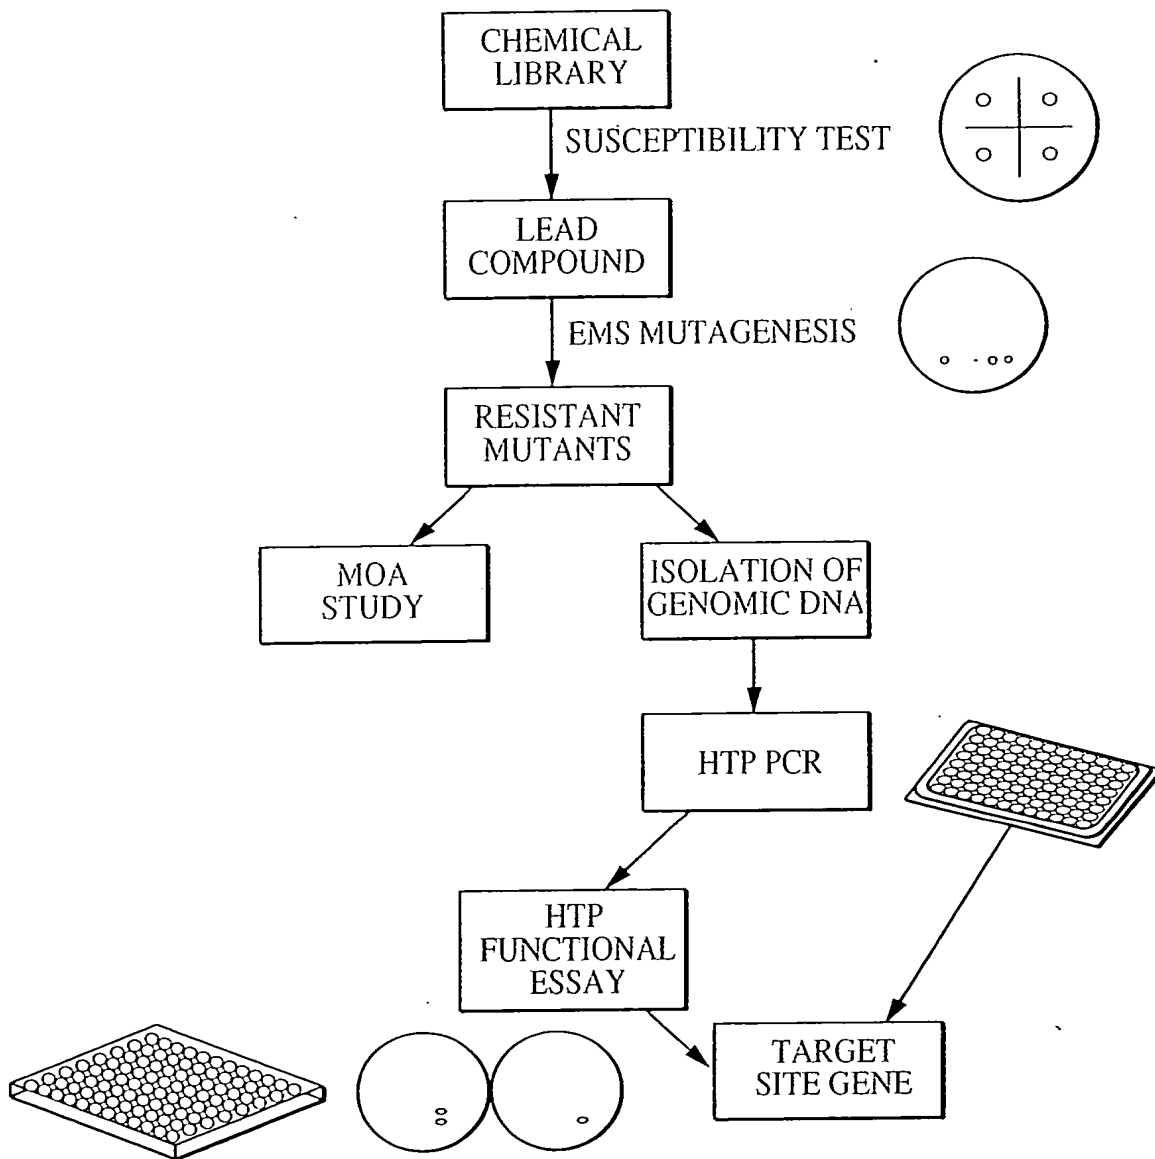 CHEMICAL
LIBRARY
SUSCEPTIBILITY TEST
LEAD
COMPOUND
EMS MUTAGENESIS
RESISTANT
MUTANTS
MOA
STUDY
ISOLATION OF
GENOMIC DNA
HTP PCR
HTP
FUNCTIONAL
ESSAY
TARGET
SITE GENE